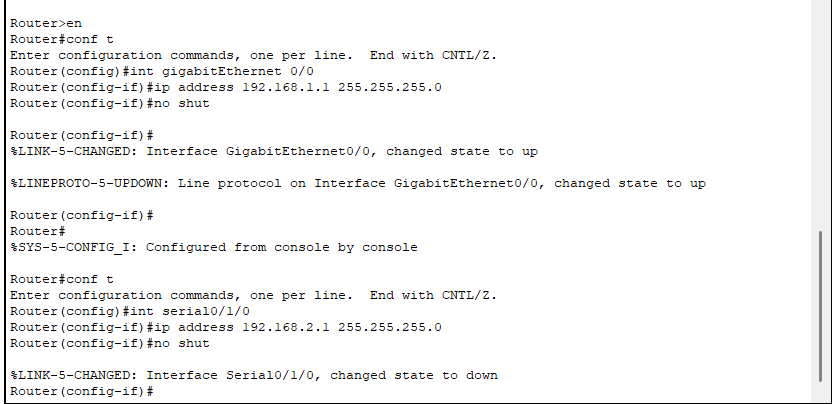 Router>en
Router#conf t
Enter configuration commands, one per line.  End with CNTL/Z.
Router(config)#int gigabitEthernet 0/0
Router(config-if)#ip address 192.168.1.1 255.255.255.0
Router(config-if)#no shut
Router(config-if)#
%LINK-5-CHANGED: Interface GigabitEthernet0/0, changed state to up
%LINEPROTO-5-UPDOWN: Line protocol on Interface GigabitEthernet0/0, changed state to up
Router(config-if)#
Router#
%SYS-5-CONFIG_I: Configured from console by console
Router#conf t
Enter configuration commands, one per line.  End with CNTL/Z.
Router(config)#int serial0/1/0
Router(config-if)#ip address 192.168.2.1 255.255.255.0
Router(config-if)#no shut
%LINK-5-CHANGED: Interface Serial0/1/0, changed state to down
Router(config-if)#